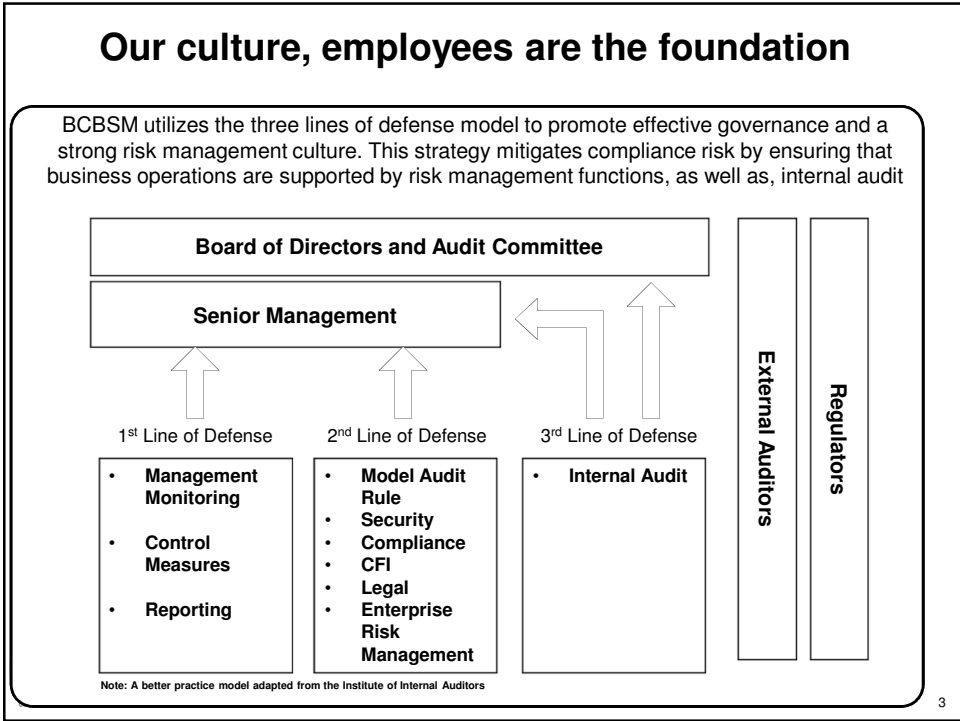 Our culture, employees are the foundation
BCBSM utilizes the three lines of defense model to promote effective governance and a
strong risk management culture. This strategy mitigates compliance risk by ensuring that
business operations are supported by risk management functions, as well as, internal audit
Board of Directors and Audit Committee
Senior Management
1st Line of Defense
• Management
Monitoring
• Control
Measures
• Reporting
2nd Line of Defense
• Model Audit
Rule
• Security
• Compliance
• CFI
• Legal
• Enterprise
Risk
Management
3rd Line of Defense
• Internal Audit
External Auditors
Regulators
Note: A better practice model adapted from the Institute of Internal Auditors
3